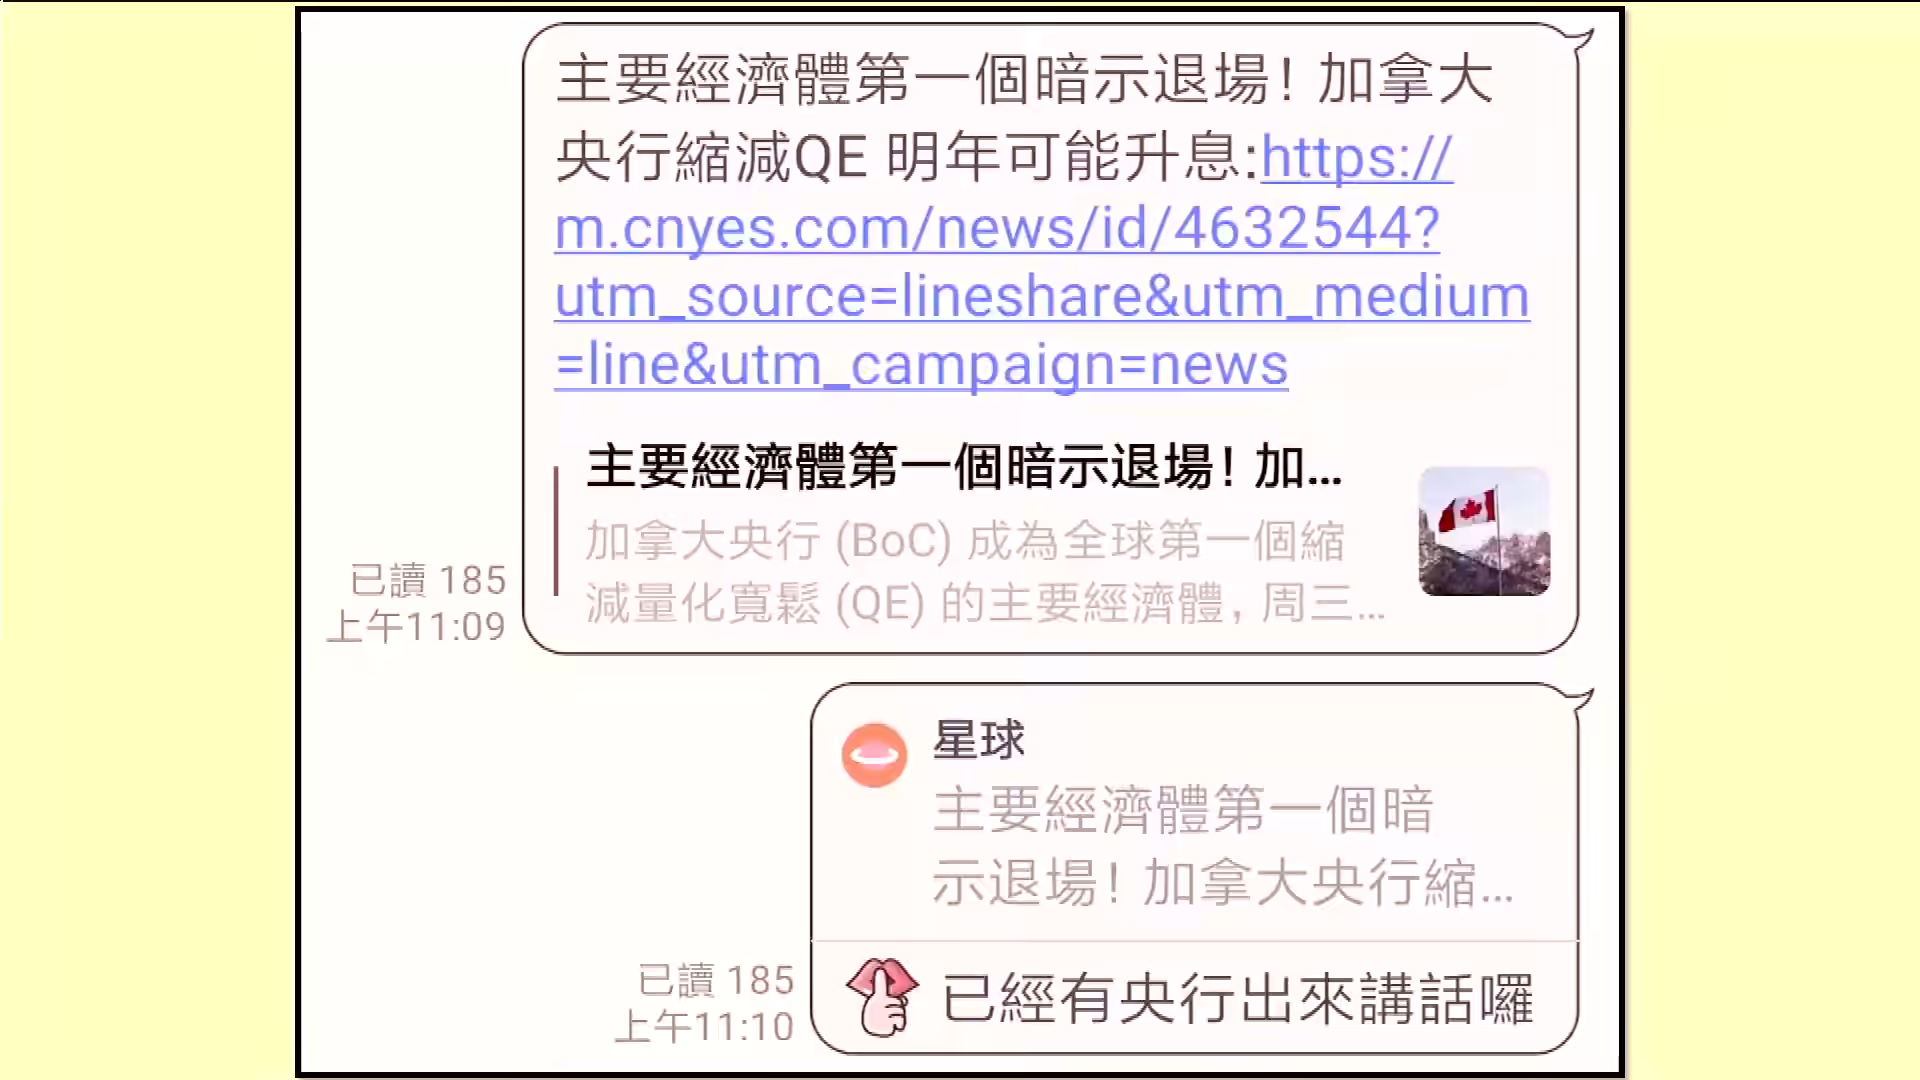 主要經濟體第一個暗示退場！加拿大
央行縮減QE 明年可能升息:https://
m.cnyes.com/news/id/4632544?
utm_source=lineshare&utm_medium
=line&utm_campaign=news
主要經濟體第一個暗示退場！加...
加拿大央行 (BoC) 成為全球第一個縮
減量化寬鬆 (QE) 的主要經濟體，周三...
已讀 185
上午11:09
星球
主要經濟體第一個暗
示退場！加拿大央行縮...
已經有央行出來講話囉
已讀 185
上午11:10